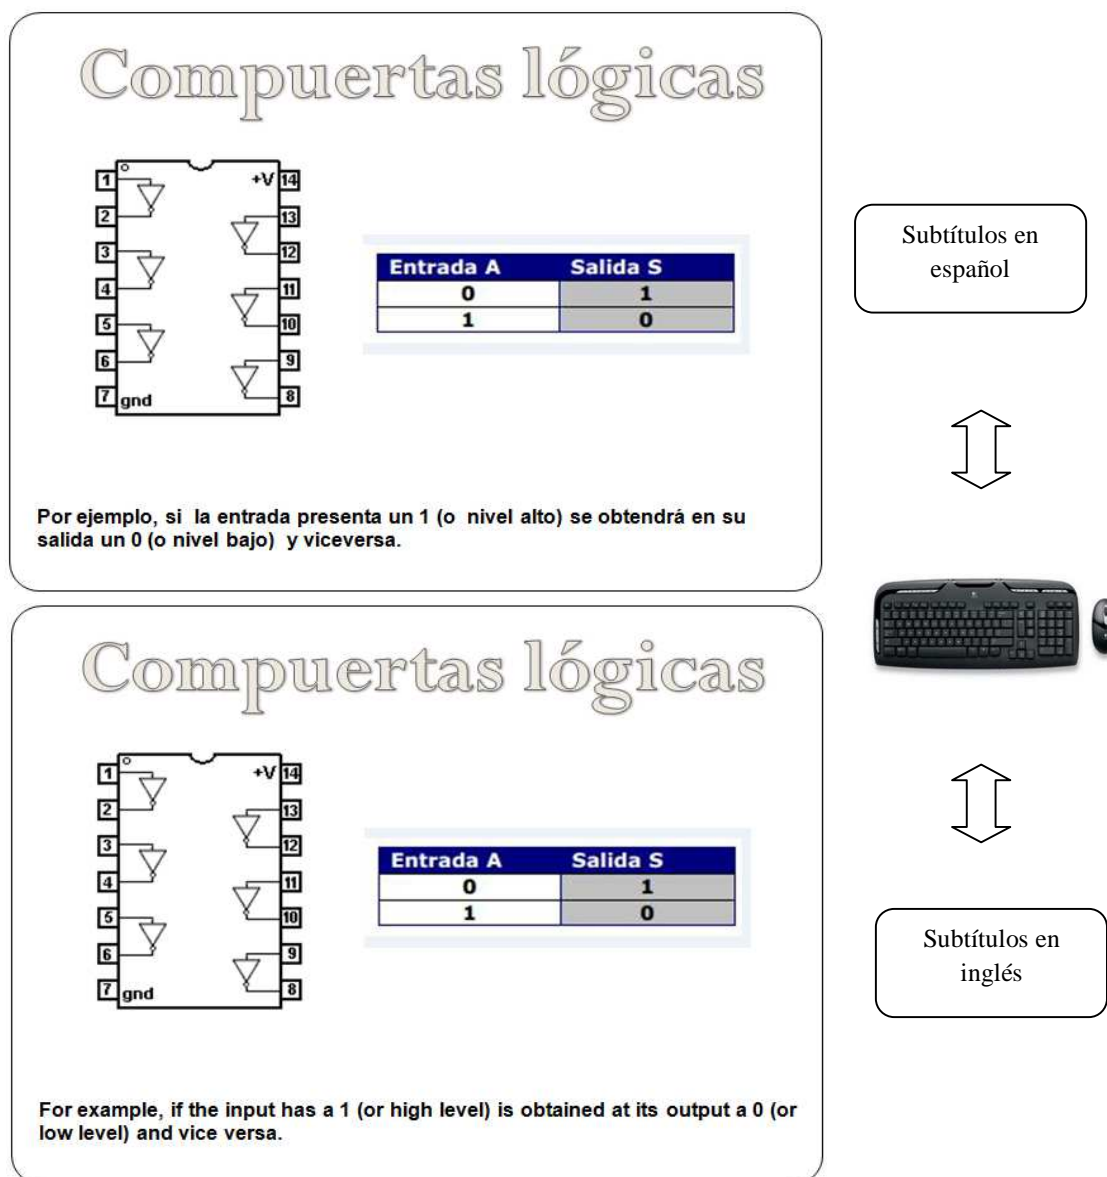 Compuertas lógicas
1
+V 14
2
13
3
12
4
11
5
10
6
9
7 gnd
8
Entrada A Salida S
0 1
1 0
Por ejemplo, si la entrada presenta un 1 (o nivel alto) se obtendrá en su
salida un 0 (o nivel bajo) y viceversa.
Subtítulos en
español
Compuertas lógicas
1
+V 14
2
13
3
12
4
11
5
10
6
9
7 gnd
8
Entrada A Salida S
0 1
1 0
For example, if the input has a 1 (or high level) is obtained at its output a 0 (or
low level) and vice versa.
Subtítulos en
inglés